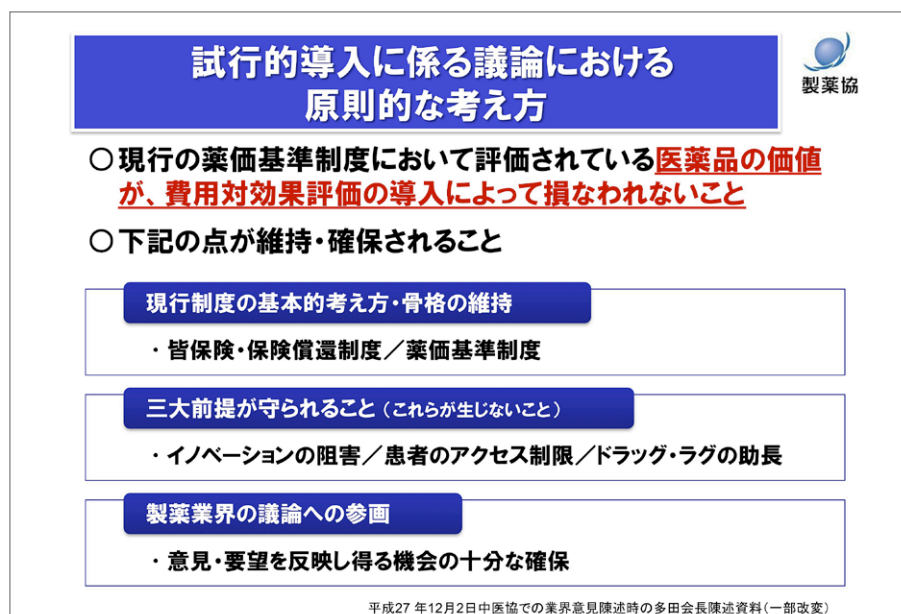 試行的導入に係る議論における
原則的な考え方
製薬協
○現行の薬価基準制度において評価されている医薬品の価値
が、費用対効果評価の導入によって損なわれないこと
○下記の点が維持・確保されること
現行制度の基本的考え方・骨格の維持
・皆保険・保険償還制度／薬価基準制度
三大前提が守られること（これらが生じないこと）
・イノベーションの阻害／患者のアクセス制限／ドラッグ・ラグの助長
製薬業界の議論への参画
・意見・要望を反映し得る機会の十分な確保
平成27 年12月2日中医協での業界意見陳述時の多田会長陳述資料(一部改変)